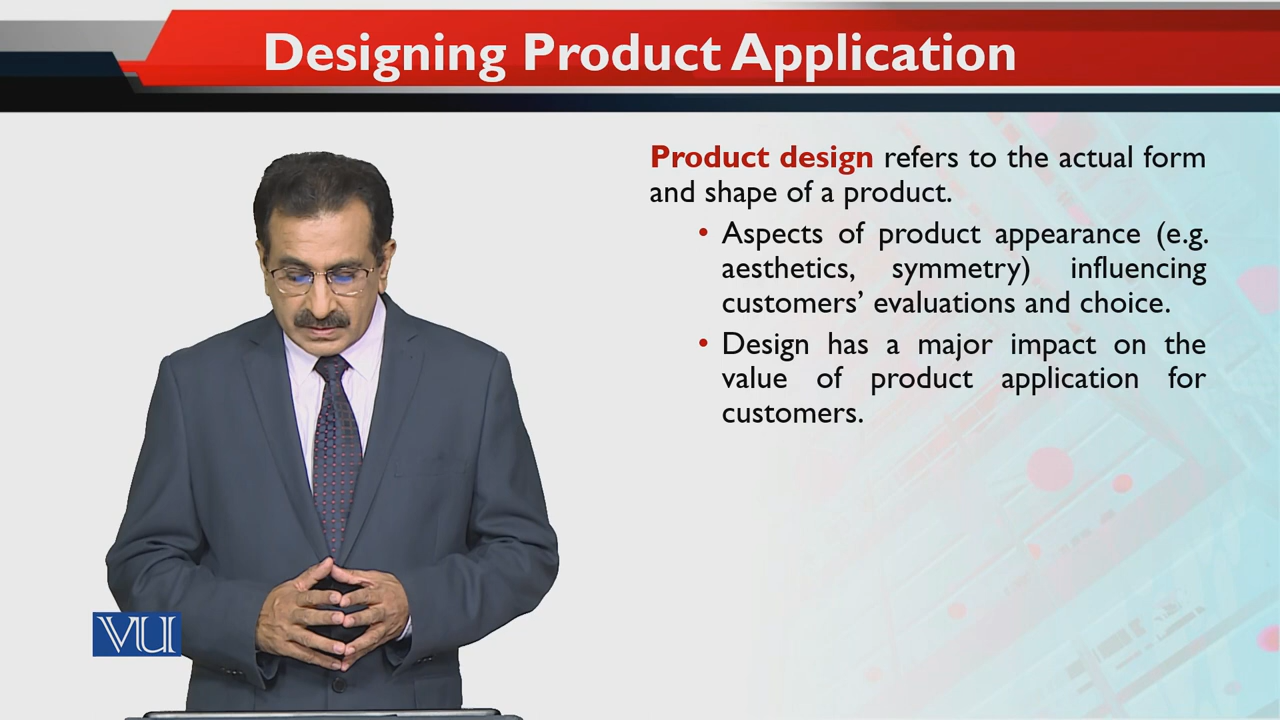 Designing Product Application
Product design refers to the actual form
and shape of a product.
• Aspects of product appearance (e.g.
aesthetics, symmetry) influencing
customers’ evaluations and choice.
• Design has a major impact on the
value of product application for
customers.
VU